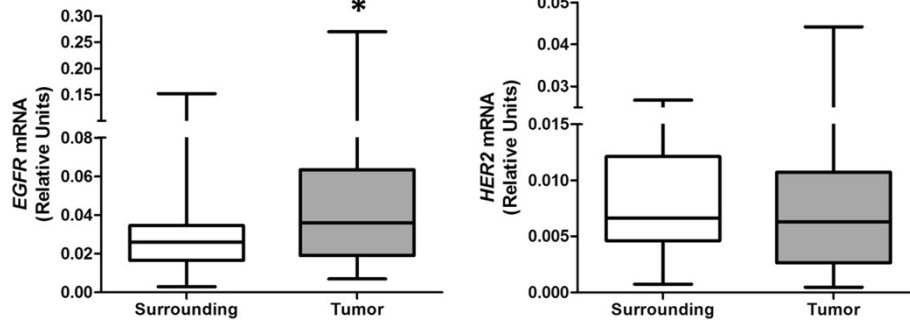 *
0.30
0.25
0.20
0.15
0.08
0.06
0.04
0.02
0.00
EGFR mRNA
(Relative Units)
Surrounding
Tumor
0.05
0.04
0.03
0.015
0.010
0.005
0.000
HER2 mRNA
(Relative Units)
Surrounding
Tumor